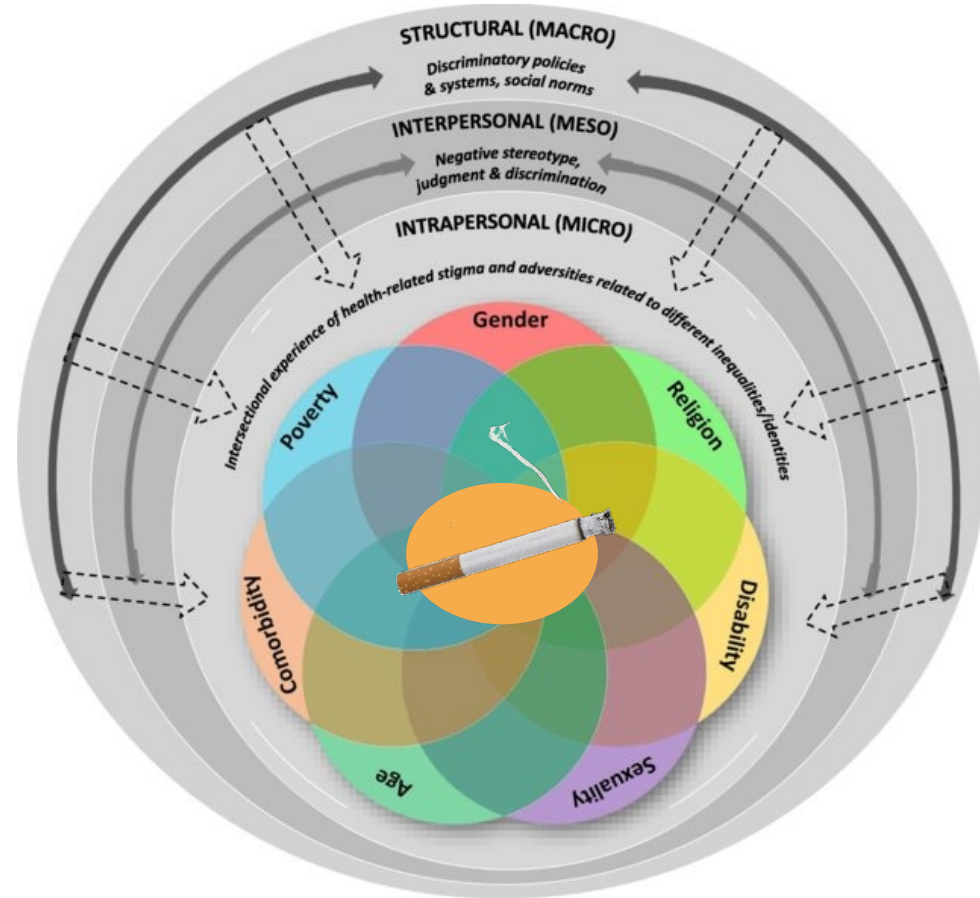 STRUCTURAL (MACRO)
Discriminatory policies
& systems, social norms
INTERPERSONAL (MESO)
Negative stereotype,
judgment & discrimination
INTRAPERSONAL (MICRO)
Intersectional experience of health-related stigma and adversities related to different inequalities/identities
Gender
Poverty
Religion
Comorbidity
Disability
Age
Sexuality